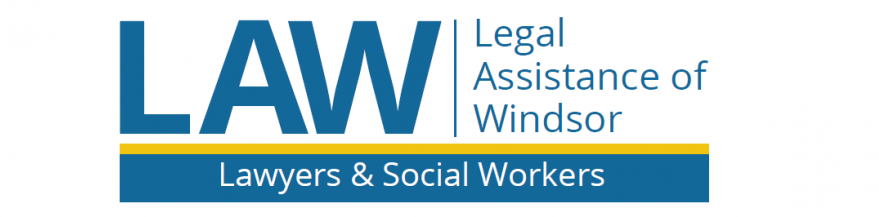 LAW
Legal
Assistance of
Windsor
Lawyers & Social Workers